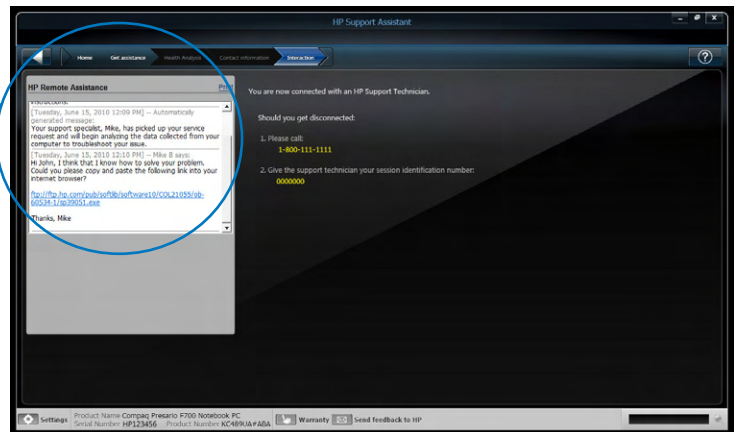 HP Support Assistant
Home Get assistance Health Analysis Contact information Interaction
?
HP Remote Assistance Print
instructions.
[Tuesday, June 15, 2010 12:09 PM] -- Automatically
generated message:
Your support specialist, Mike, has picked up your service
request and will begin analyzing the data collected from your
computer to troubleshoot your issue.
[Tuesday, June 15, 2010 12:10 PM] -- Mike B says:
Hi John, I think that I know how to solve your problem.
Could you please copy and paste the following link into your
internet browser?
ftp://ftp.hp.com/pub/softlib/software10/COL21055/ob-
60534-1/sp39051.exe
Thanks, Mike
You are now connected with an HP Support Technician.
Should you get disconnected:
1. Please call:
1-800-111-1111
2. Give the support technician your session identification number:
0000000
Settings
Product Name Compaq Presario F700 Notebook PC
Serial Number HP123456 Product Number KC489UA#ABA
Warranty
Send feedback to HP